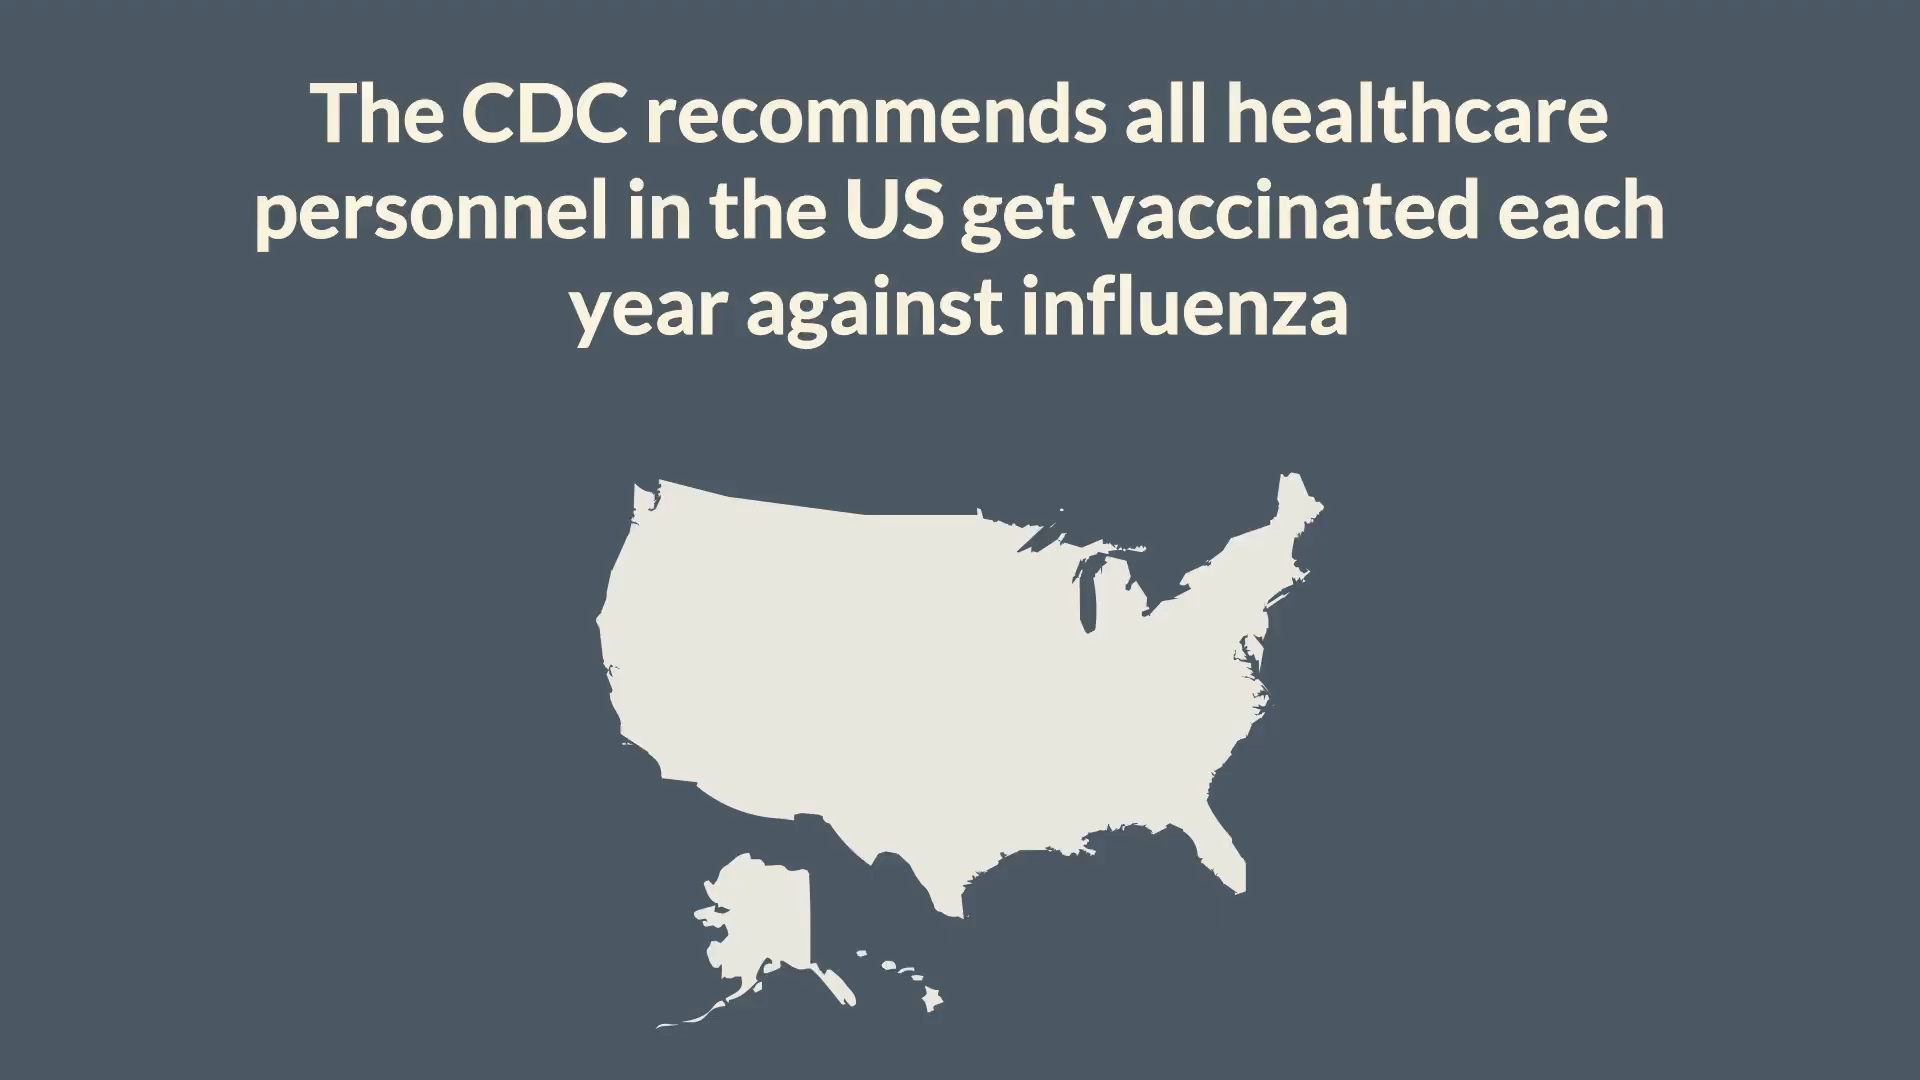 The CDC recommends all healthcare
personnel in the US get vaccinated each
year against influenza